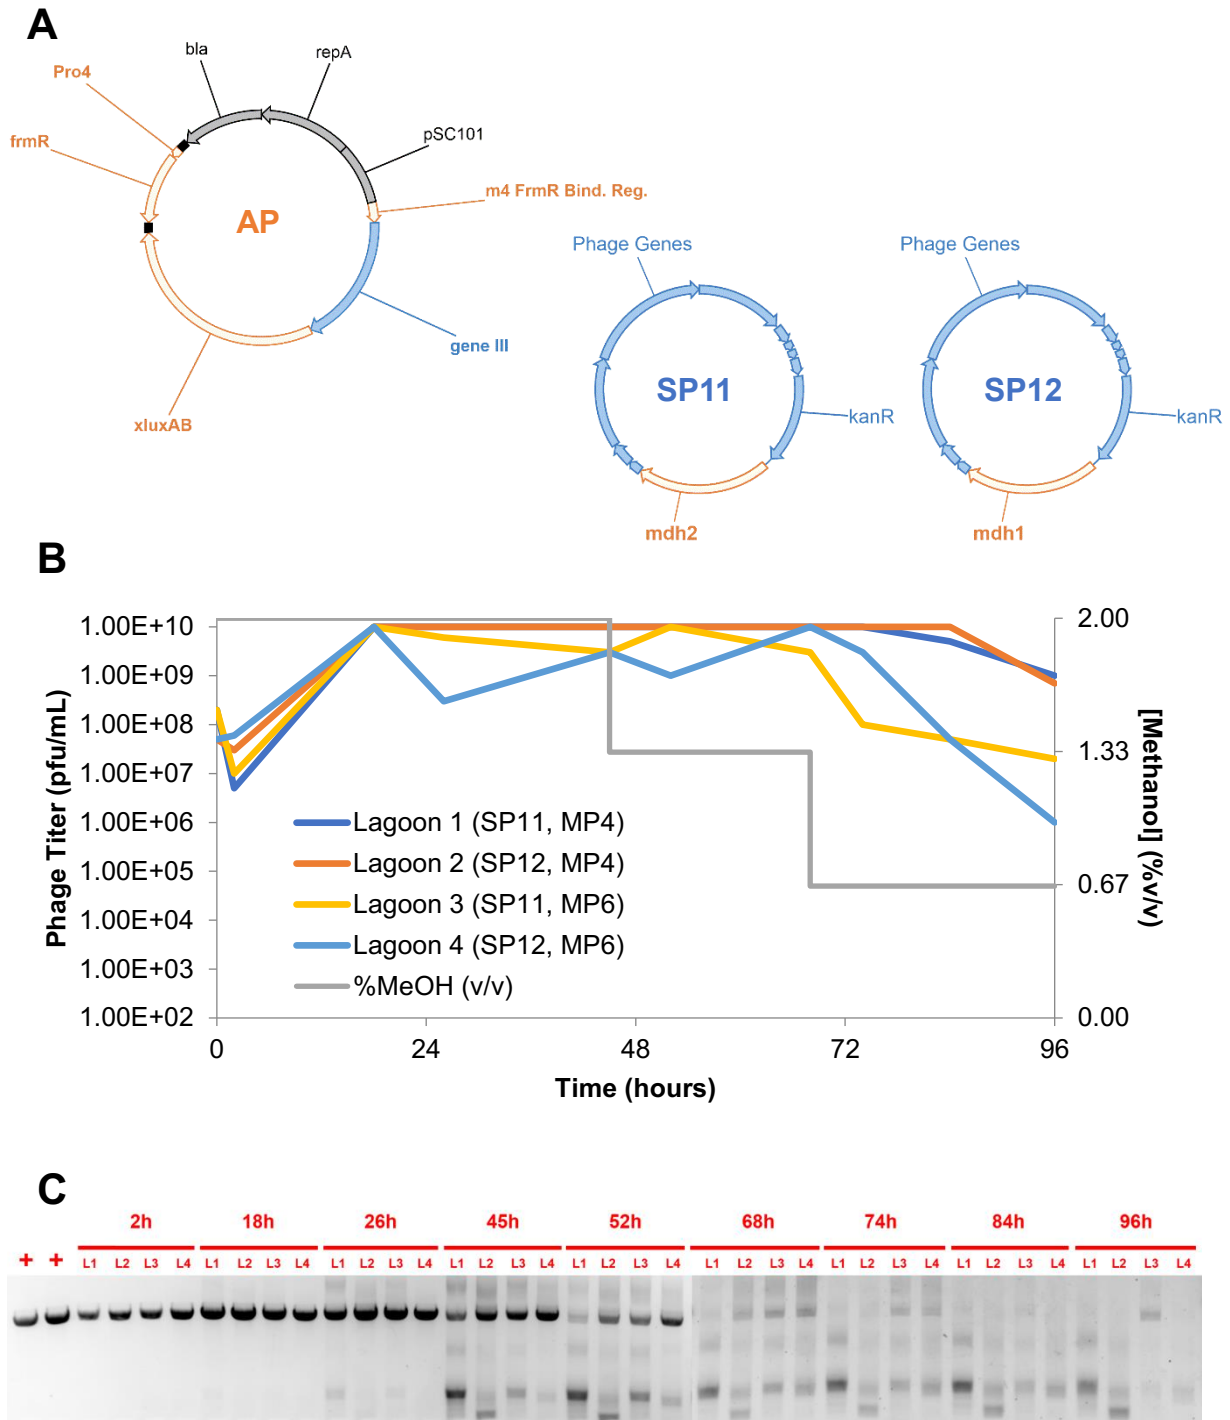 A
bla
repA
Pro4
frmR
pSC101
m4 FrmR Bind. Reg.
AP
gene III
xluxAB
Phage Genes
SP11
kanR
mdh2
Phage Genes
SP12
kanR
mdh1
B
Phage Titer (pfu/mL)
1.00E+10
1.00E+09
1.00E+08
1.00E+07
1.00E+06
1.00E+05
1.00E+04
1.00E+03
1.00E+02
Lagoon 1 (SP11, MP4)
Lagoon 2 (SP12, MP4)
Lagoon 3 (SP11, MP6)
Lagoon 4 (SP12, MP6)
%MeOH (v/v)
2.00
1.33
0.67
0.00
[Methanol] (%v/v)
0 24 48 72 96
Time (hours)
C
2h 18h 26h 45h 52h 68h 74h 84h 96h
+ + L1 L2 L3 L4 L1 L2 L3 L4 L1 L2 L3 L4 L1 L2 L3 L4 L1 L2 L3 L4 L1 L2 L3 L4 L1 L2 L3 L4 L1 L2 L3 L4 L1 L2 L3 L4